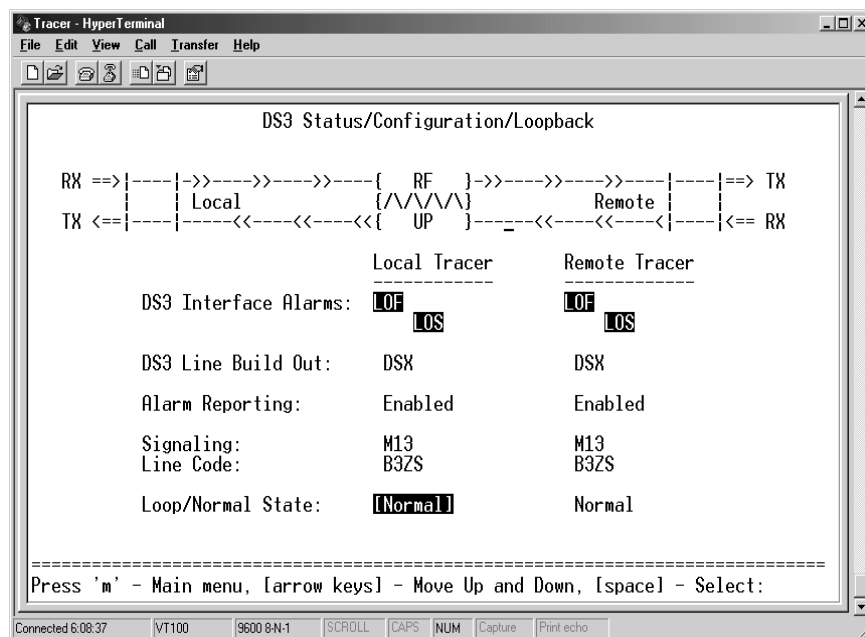 Tracer - HyperTerminal
File Edit View Call Transfer Help
DS3 Status/Configuration/Loopback
RX ==>|----|->>---->>---->>----{ RF }->>---->>---->>----|----|==> TX
| | Local {/\/\/\/\} Remote | |
TX <==|----|-----<<----<<----<<{ UP }------<<----<<----<|----|<== RX
Local Tracer Remote Tracer
------------- -------------
DS3 Interface Alarms: LOF LOF
LOS LOS
DS3 Line Build Out: DSX DSX
Alarm Reporting: Enabled Enabled
Signaling: M13 M13
Line Code: B3ZS B3ZS
Loop/Normal State: [Normal] Normal
================================================================================
Press 'm' - Main menu, [arrow keys] - Move Up and Down, [space] - Select:
Connected 6:08:37 VT100 9600 8-N-1 SCROLL CAPS NUM Capture Print echo